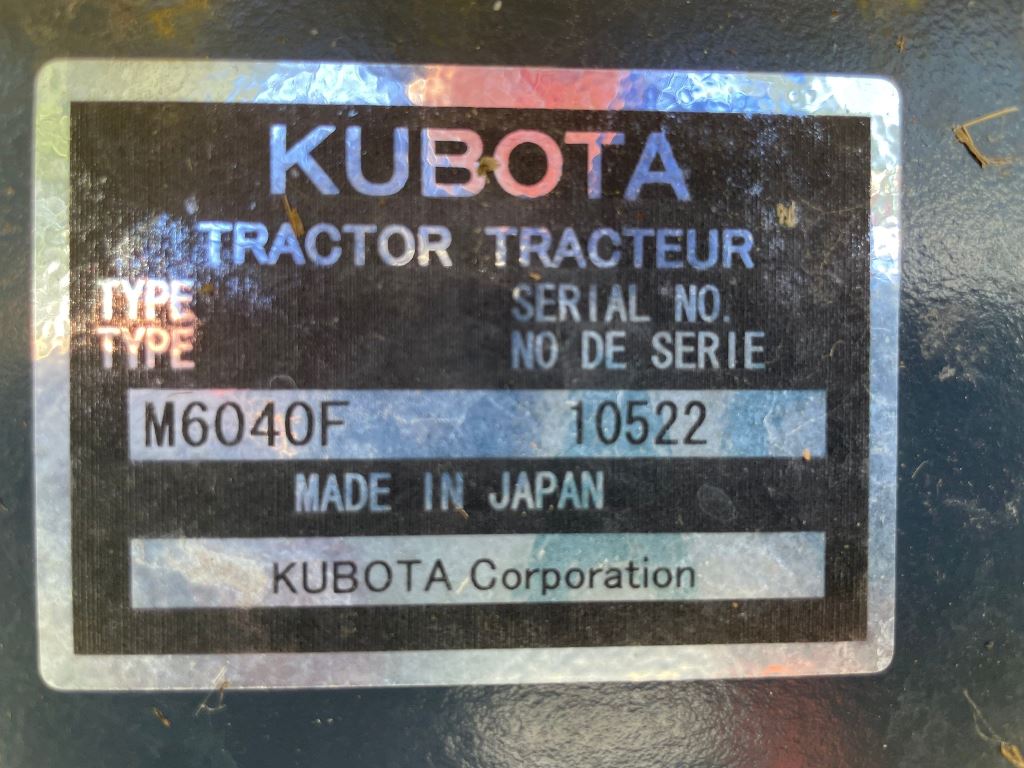 KUBOTA
TRACTOR TRACTEUR
TYPE SERIAL NO.
TYPE NO DE SERIE
M6040F 10522
MADE IN JAPAN
KUBOTA Corporation